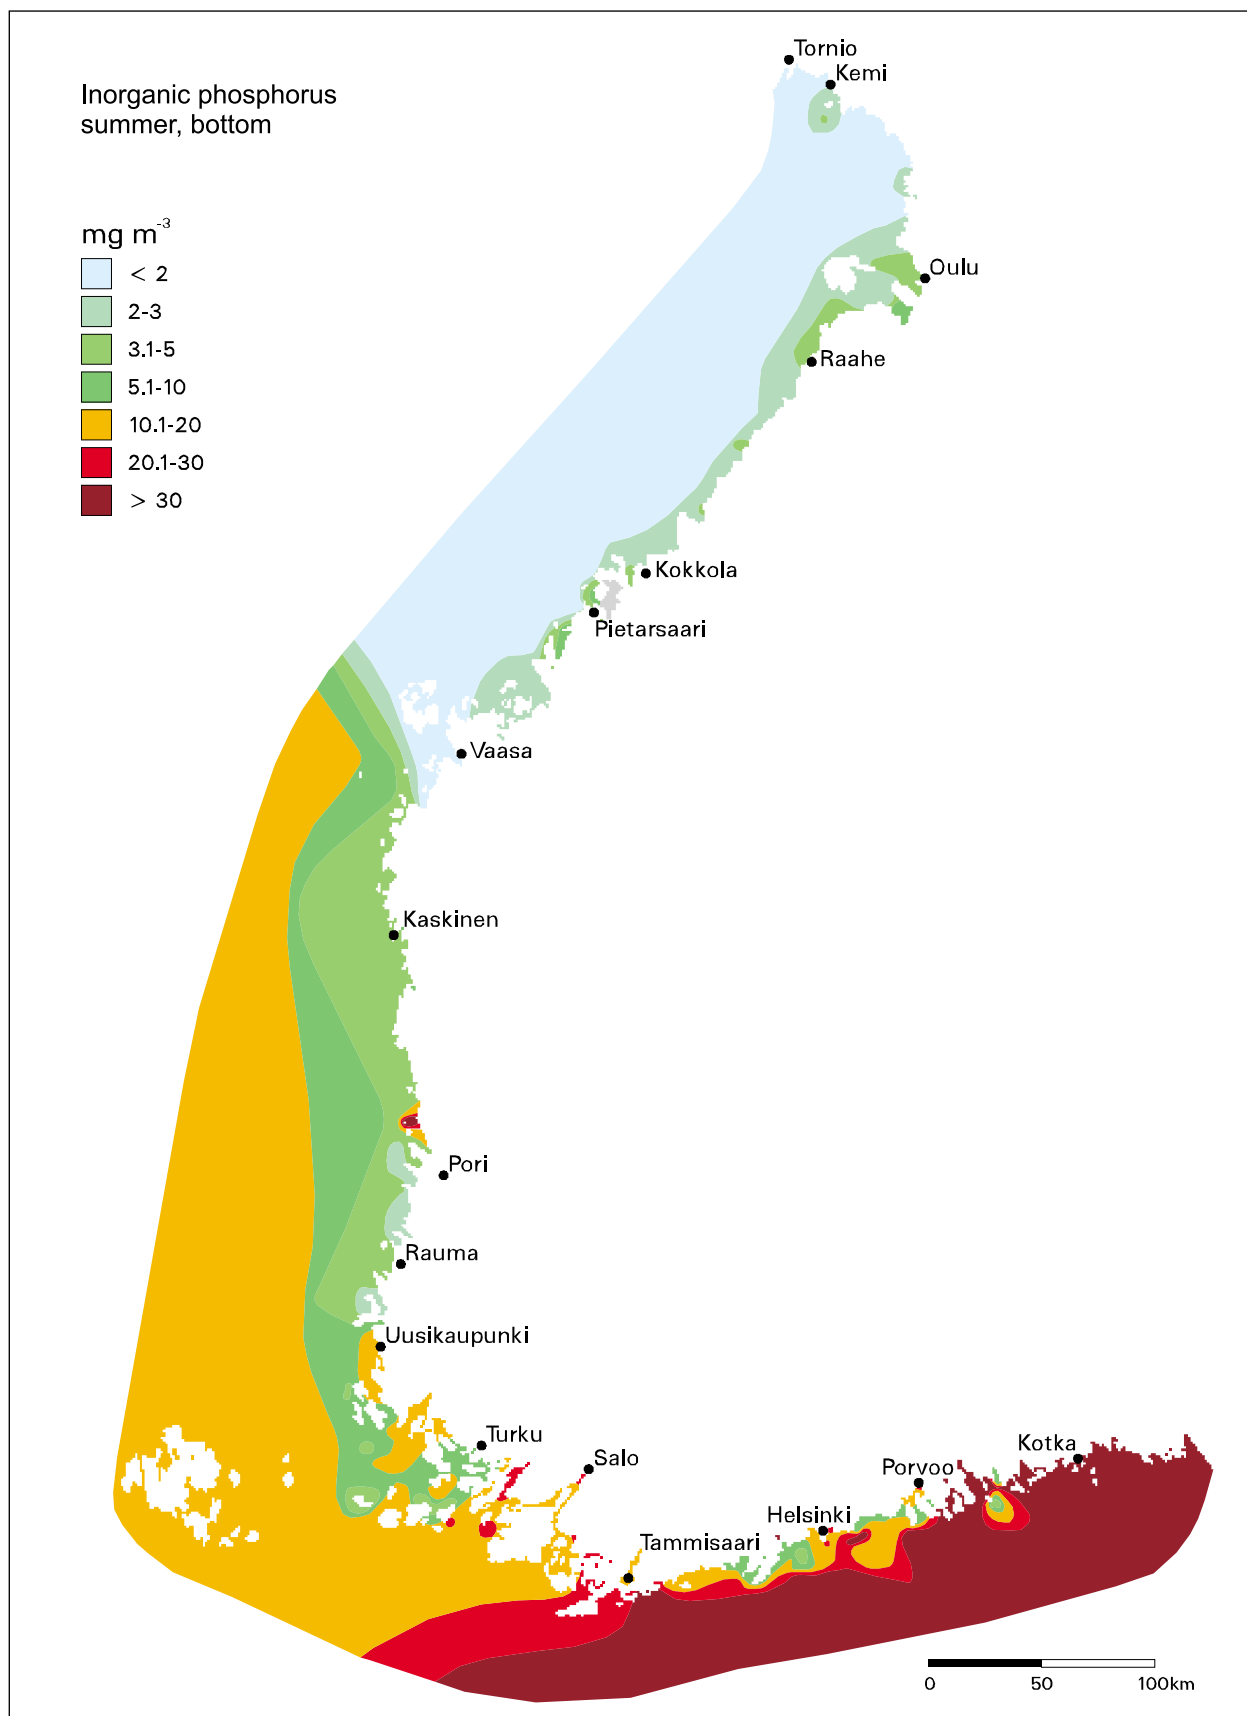 Inorganic phosphorus
summer, bottom
mg m-3
< 2
2-3
3.1-5
5.1-10
10.1-20
20.1-30
> 30
Tornio
Kemi
Oulu
Raahe
Kokkola
Pietarsaari
Vaasa
Kaskinen
Pori
Rauma
Uusikaupunki
Turku
Salo
Kotka
Porvoo
Helsinki
Tammisaari
0 50 100km